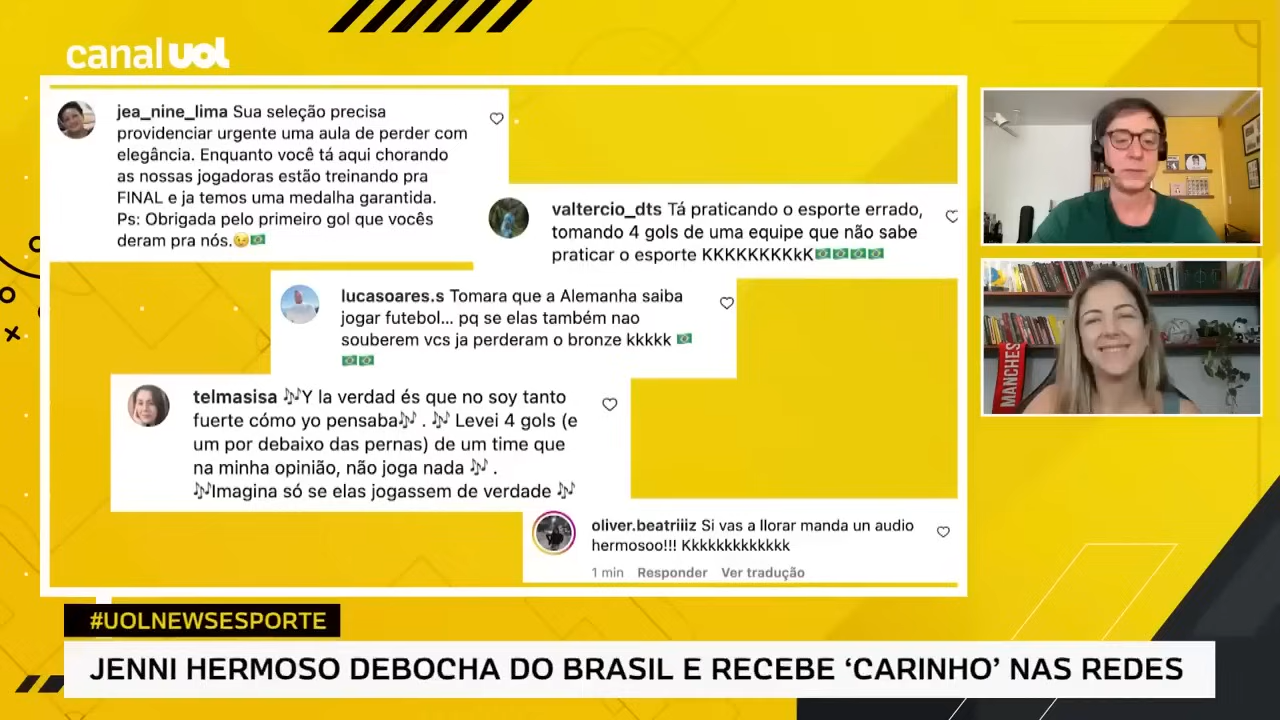 canal uol
jea_nine_lima Sua seleção precisa
providenciar urgente uma aula de perder com
elegância. Enquanto você tá aqui chorando
as nossas jogadoras estão treinando pra
FINAL e ja temos uma medalha garantida.
Ps: Obrigada pelo primeiro gol que vocês
deram pra nós.😉🇧🇷
valtercio_dts Tá praticando o esporte errado,
tomando 4 gols de uma equipe que não sabe
praticar o esporte KKKKKKKKkK🇧🇷🇧🇷🇧🇷🇧🇷
lucasoares.s Tomara que a Alemanha saiba
jogar futebol... pq se elas também nao
souberem vcs ja perderam o bronze kkkkk 🇧🇷
🇧🇷🇧🇷
telmasisa 🎶Y la verdad és que no soy tanto
fuerte cómo yo pensaba🎶 . 🎶 Levei 4 gols (e
um por debaixo das pernas) de um time que
na minha opinião, não joga nada 🎶 .
🎶Imagina só se elas jogassem de verdade 🎶
oliver.beatriiiz Si vas a llorar manda un audio
hermosoo!!! Kkkkkkkkkkkkk
1 min Responder Ver tradução
MANCHES
#UOLNEWSESPORTE
JENNI HERMOSO DEBOCHA DO BRASIL E RECEBE ‘CARINHO’ NAS REDES